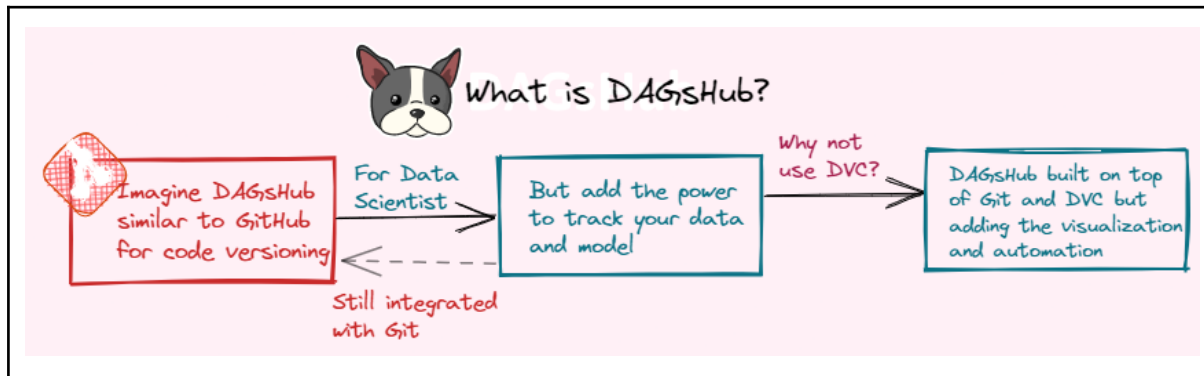 What is DAGsHub?
Imagine DAGsHub
similar to GitHub
for code versioning
For Data
Scientist
Still integrated
with Git
But add the power
to track your data
and model
Why not
use DVC?
DAGsHub built on top
of Git and DVC but
adding the visualization
and automation